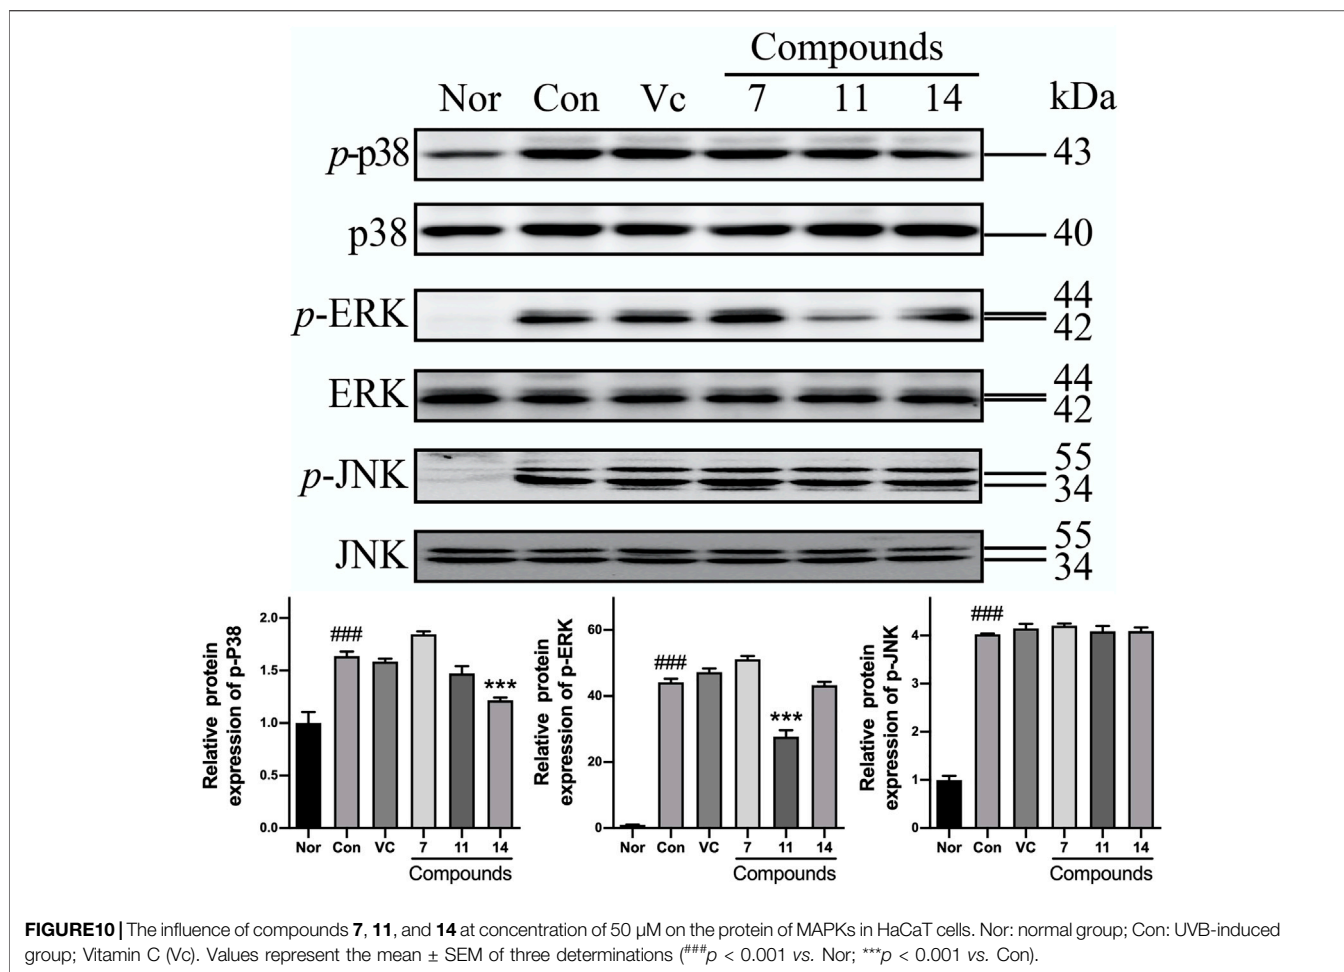 Compounds
Nor Con Vc 7 11 14 kDa
p-p38 43
p38 40
p-ERK 44
42
ERK 44
42
p-JNK 55
34
JNK 55
34
Relative protein
expression of p-P38
2.0
1.5
1.0
0.5
0.0
###
***
Nor Con VC 7 11 14
Compounds
Relative protein
expression of p-ERK
60
40
20
0
###
***
Nor Con VC 7 11 14
Compounds
Relative protein
expression of p-JNK
4
3
2
1
0
###
Nor Con VC 7 11 14
Compounds
FIGURE10 | The influence of compounds 7, 11, and 14 at concentration of 50 μM on the protein of MAPKs in HaCaT cells. Nor: normal group; Con: UVB-induced
group; Vitamin C (Vc). Values represent the mean ± SEM of three determinations (###p < 0.001 vs. Nor; ***p < 0.001 vs. Con).